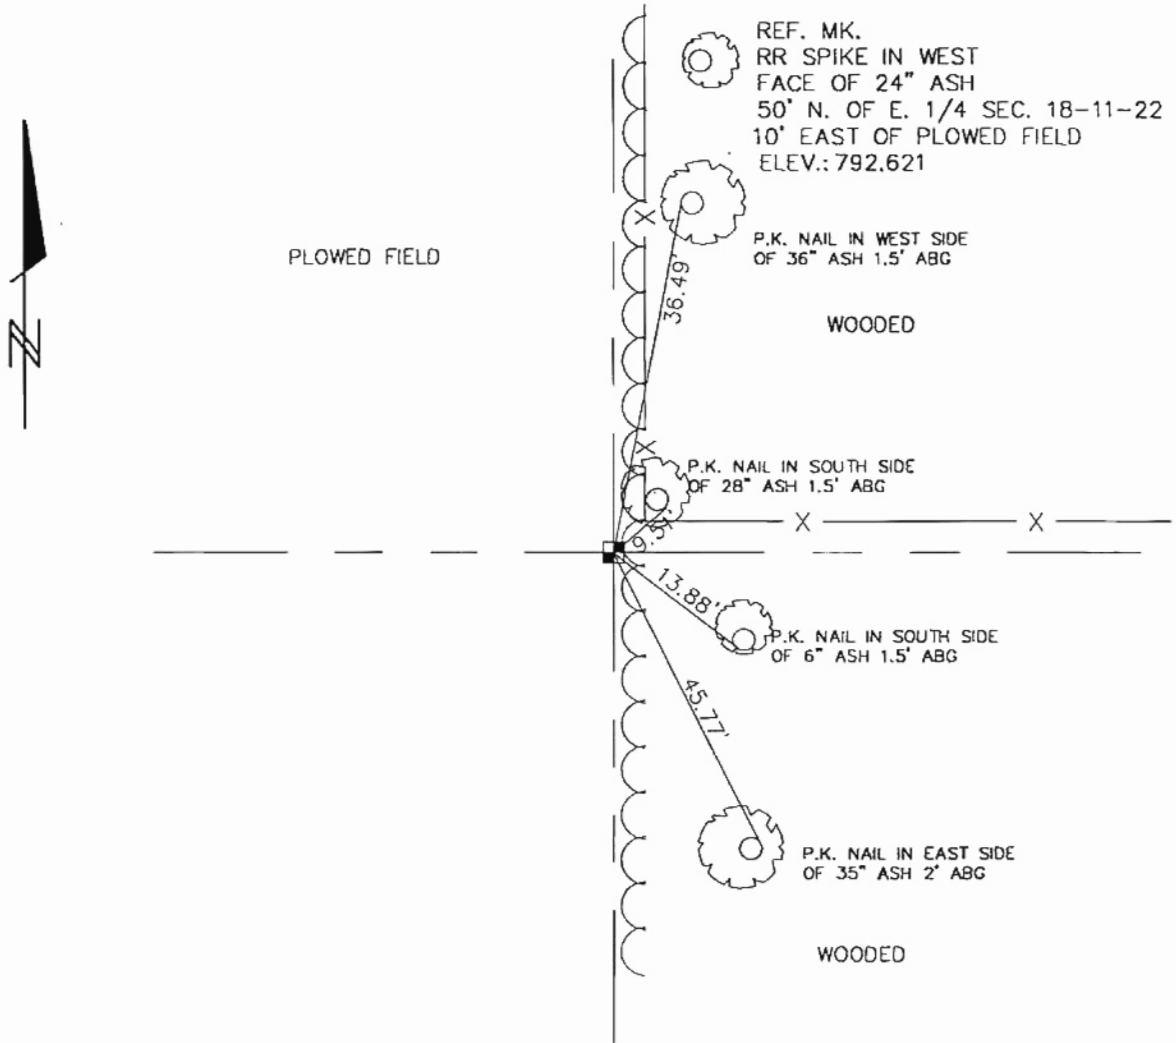 REF. MK.
RR SPIKE IN WEST
FACE OF 24" ASH
50' N. OF E. 1/4 SEC. 18-11-22
10' EAST OF PLOWED FIELD
ELEV.: 792.621
P.K. NAIL IN WEST SIDE
OF 36" ASH 1.5' ABG
PLOWED FIELD
36.49'
WOODED
N
P.K. NAIL IN SOUTH SIDE
OF 28" ASH 1.5' ABG
X
X
X
X
13.88'
P.K. NAIL IN SOUTH SIDE
OF 6" ASH 1.5' ABG
45.77'
P.K. NAIL IN EAST SIDE
OF 35" ASH 2' ABG
WOODED